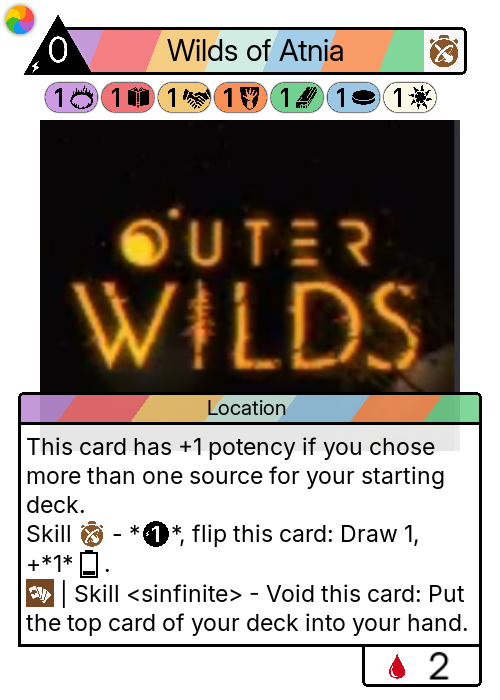 0
Wilds of Atnia
1 1 1 1 1 1 1
OUTER
WILDS
Location
This card has +1 potency if you chose
more than one source for your starting
deck.
Skill - *1*, flip this card: Draw 1,
+*1* .
| Skill <sinfinite> - Void this card: Put
the top card of your deck into your hand.
2